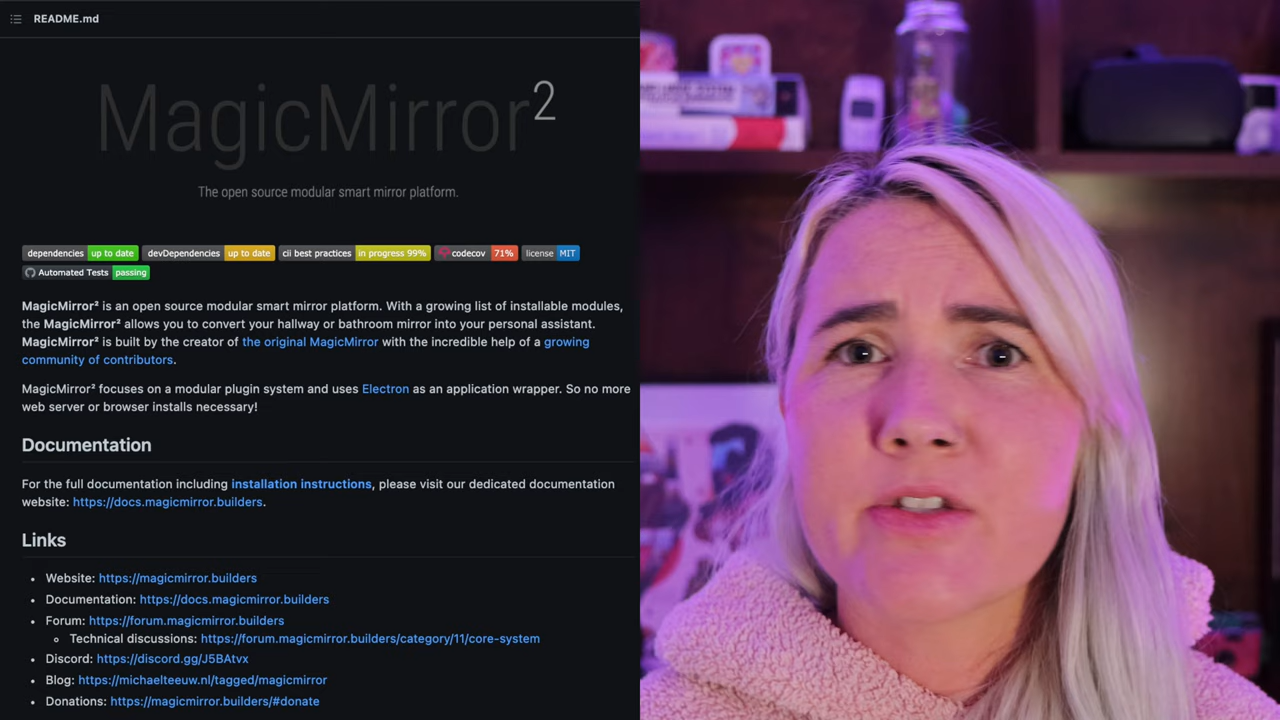 README.md
MagicMirror²
The open source modular smart mirror platform.
dependencies up to date devDependencies up to date cii best practices in progress 99% codecov 71% license MIT
Automated Tests passing
MagicMirror² is an open source modular smart mirror platform. With a growing list of installable modules,
the MagicMirror² allows you to convert your hallway or bathroom mirror into your personal assistant.
MagicMirror² is built by the creator of the original MagicMirror with the incredible help of a growing
community of contributors.
MagicMirror² focuses on a modular plugin system and uses Electron as an application wrapper. So no more
web server or browser installs necessary!
Documentation
For the full documentation including installation instructions, please visit our dedicated documentation
website: https://docs.magicmirror.builders.
Links
• Website: https://magicmirror.builders
• Documentation: https://docs.magicmirror.builders
• Forum: https://forum.magicmirror.builders
◦ Technical discussions: https://forum.magicmirror.builders/category/11/core-system
• Discord: https://discord.gg/J5BAtvx
• Blog: https://michaelteeuw.nl/tagged/magicmirror
• Donations: https://magicmirror.builders/#donate